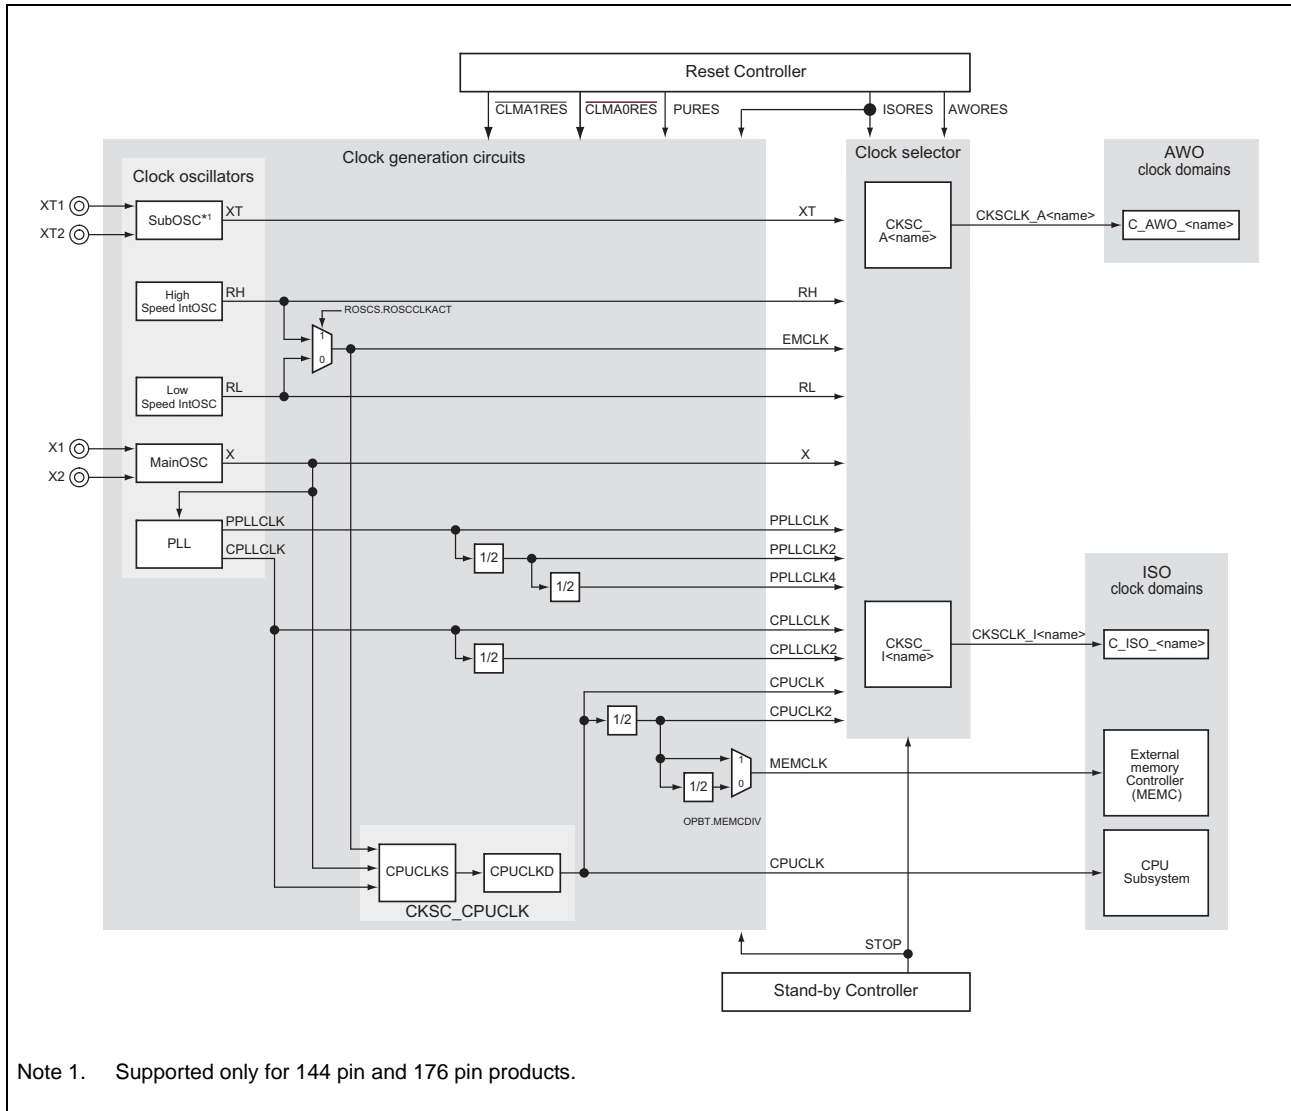 Reset Controller
CLMA1RES
CLMA0RES
PURES
ISORES
AWORES
Clock generation circuits
Clock selector
AWO
clock domains
Clock oscillators
XT1
XT2
SubOSC*1
XT
XT
CKSC_
A<name>
CKSCLK_A<name>
C_AWO_<name>
High
Speed IntOSC
RH
RH
ROSCS.ROSCCLKACT
1
0
EMCLK
Low
Speed IntOSC
RL
RL
X1
X2
MainOSC
X
X
PLL
PPLLCLK
CPLLCLK
PPLLCLK
1/2
PPLLCLK2
1/2
PPLLCLK4
ISO
clock domains
CPLLCLK
1/2
CPLLCLK2
CKSC_
I<name>
CKSCLK_I<name>
C_ISO_<name>
CPUCLK
1/2
CPUCLK2
1
0
1/2
MEMCLK
OPBT.MEMCDIV
External
memory
Controller
(MEMC)
CPUCLKS
CPUCLKD
CPUCLK
CPU
Subsystem
CKSC_CPUCLK
STOP
Stand-by Controller
Note 1. Supported only for 144 pin and 176 pin products.